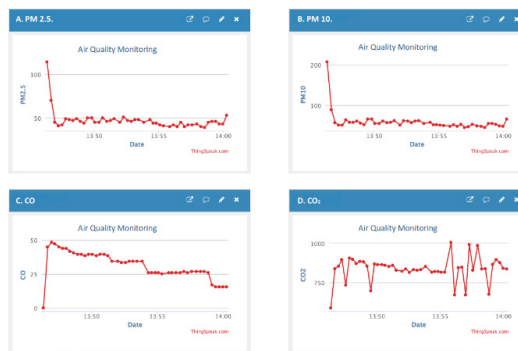 A. PM 2.5.
Air Quality Monitoring
PM2.5
100
50
13:50
13:55
14:00
Date
ThingSpeak.com
B. PM 10.
Air Quality Monitoring
PM10
200
100
13:50
13:55
14:00
Date
ThingSpeak.com
C. CO
Air Quality Monitoring
CO
50
25
0
13:50
13:55
14:00
Date
ThingSpeak.com
D. CO₂
Air Quality Monitoring
CO2
1000
750
13:50
13:55
14:00
Date
ThingSpeak.com